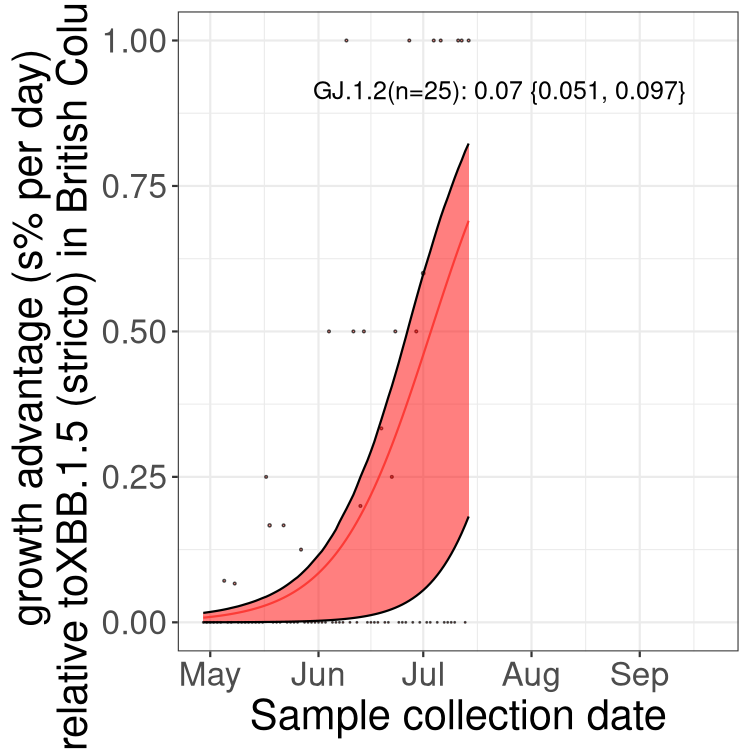 growth advantage (s% per day)
relative toXBB.1.5 (stricto) in British Colu
1.00
0.75
0.50
0.25
0.00
GJ.1.2(n=25): 0.07 {0.051, 0.097}
May Jun Jul Aug Sep
Sample collection date